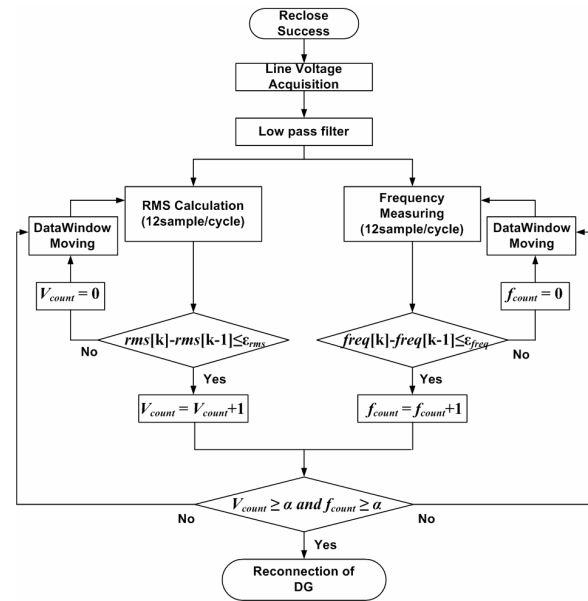 Reclose
Success
Line Voltage
Acquisition
Low pass filter
RMS Calculation
(12sample/cycle)
Frequency
Measuring
(12sample/cycle)
DataWindow
Moving
DataWindow
Moving
V_count = 0
f_count = 0
rms[k]-rms[k-1]≤ε_rms
freq[k]-freq[k-1]≤ε_freq
No
No
Yes
Yes
V_count = V_count+1
f_count = f_count+1
V_count ≥ α and f_count ≥ α
No
No
Yes
Reconnection of
DG